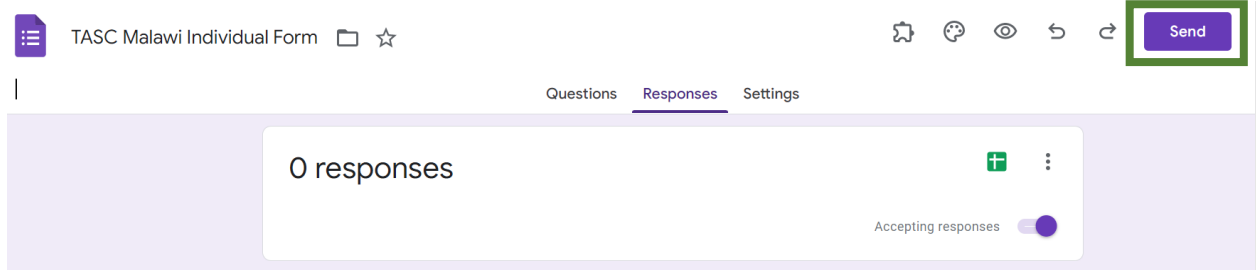 TASC Malawi Individual Form
Send
Questions Responses Settings
0 responses
Accepting responses